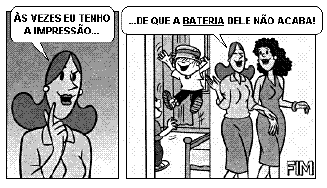 ÀS VEZES EU TENHO
A IMPRESSÃO...
...DE QUE A BATERIA DELE NÃO ACABA!
FIM